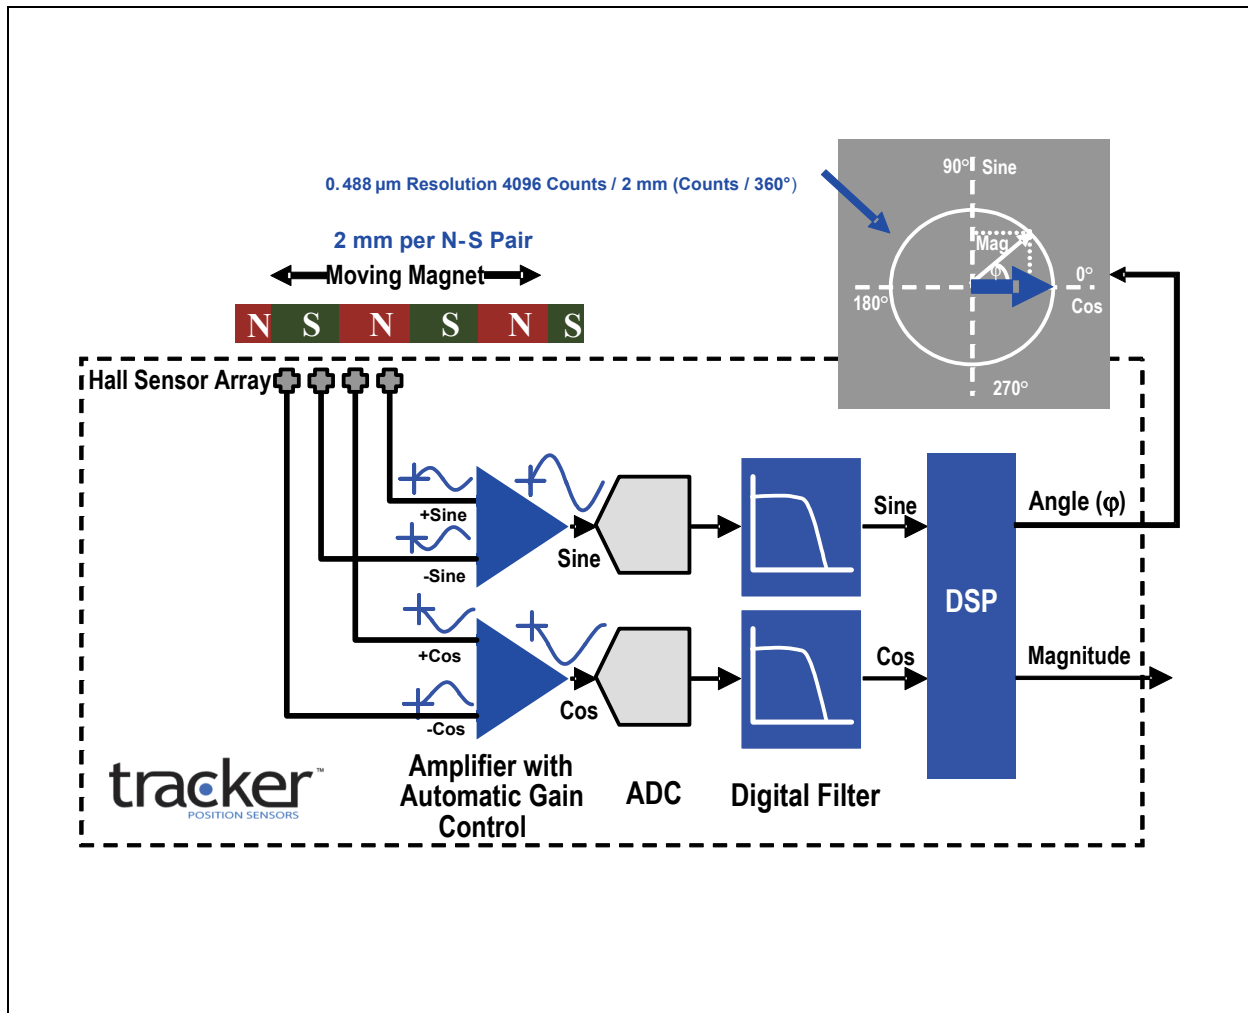 90° Sine
0.488 µm Resolution 4096 Counts / 2 mm (Counts / 360°)
2 mm per N-S Pair
Moving Magnet
Mag
φ
0°
180°
Cos
270°
N S N S N S
Hall Sensor Array
+Sine
-Sine
Sine
Sine
Angle (φ)
DSP
+Cos
-Cos
Cos
Cos
Magnitude
Amplifier with
Automatic Gain
Control
ADC
Digital Filter
tracker™
POSITION SENSORS